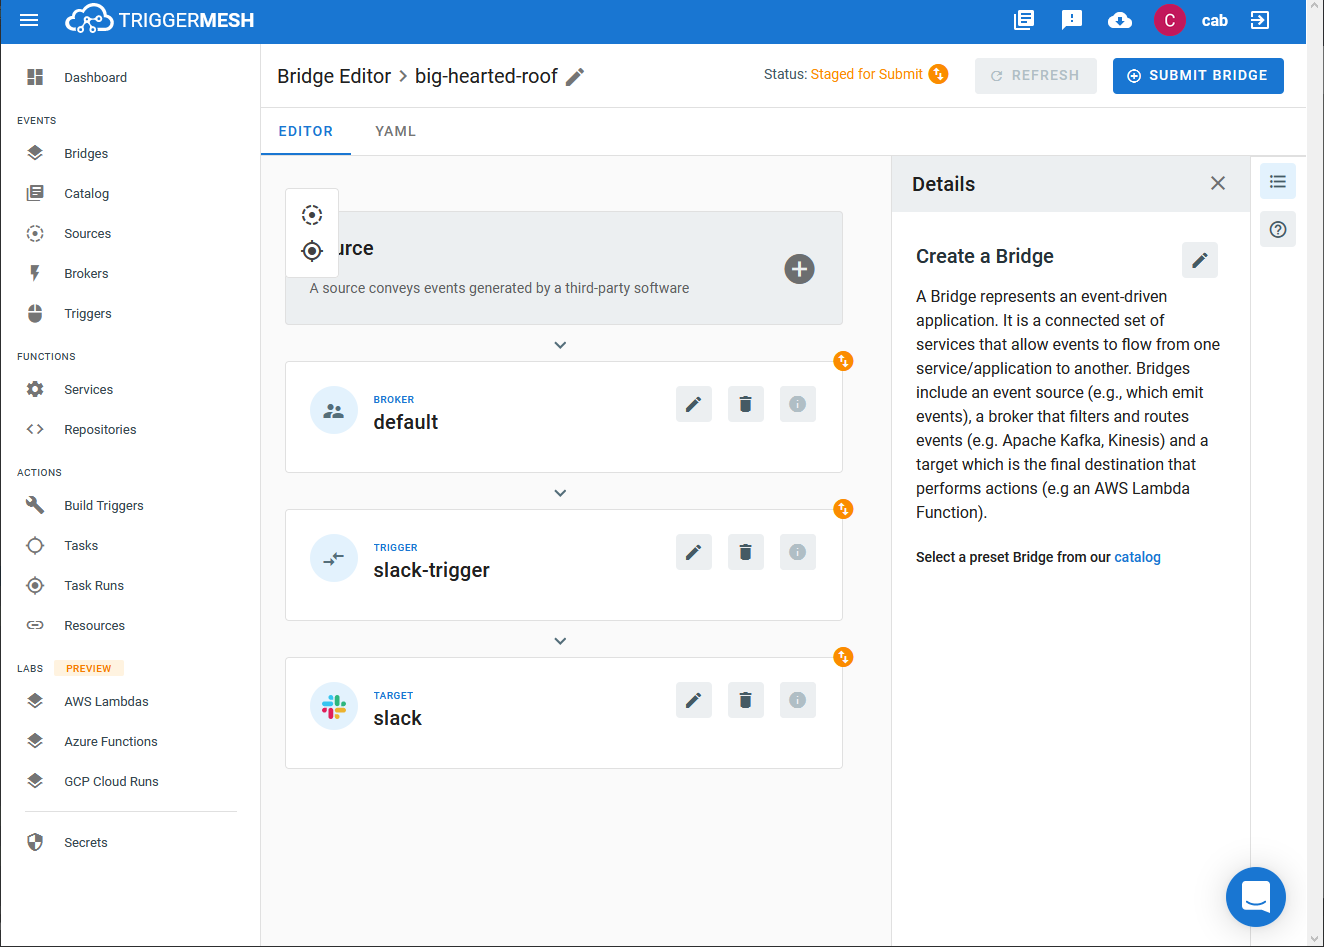 TRIGGERMESH
C
cab
Dashboard
EVENTS
Bridges
Catalog
Sources
Brokers
Triggers
FUNCTIONS
Services
Repositories
ACTIONS
Build Triggers
Tasks
Task Runs
Resources
LABS PREVIEW
AWS Lambdas
Azure Functions
GCP Cloud Runs
Secrets
Bridge Editor > big-hearted-roof
Status: Staged for Submit
REFRESH
SUBMIT BRIDGE
EDITOR
YAML
urce
A source conveys events generated by a third-party software
BROKER
default
TRIGGER
slack-trigger
TARGET
slack
Details
Create a Bridge
A Bridge represents an event-driven
application. It is a connected set of
services that allow events to flow from one
service/application to another. Bridges
include an event source (e.g., which emit
events), a broker that filters and routes
events (e.g. Apache Kafka, Kinesis) and a
target which is the final destination that
performs actions (e.g an AWS Lambda
Function).
Select a preset Bridge from our catalog